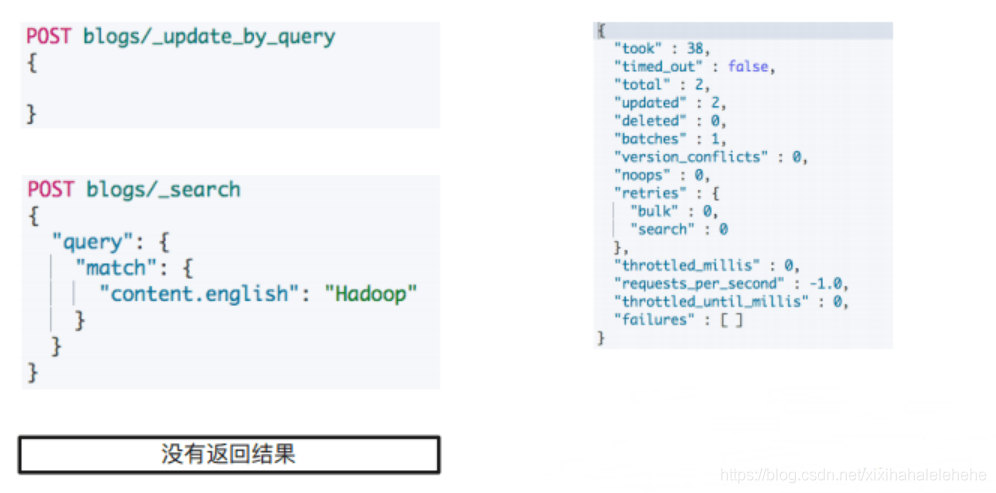 POST blogs/_update_by_query
{
}
POST blogs/_search
{
  "query": {
    "match": {
      "content.english": "Hadoop"
    }
  }
}
没有返回结果
{
  "took" : 38,
  "timed_out" : false,
  "total" : 2,
  "updated" : 2,
  "deleted" : 0,
  "batches" : 1,
  "version_conflicts" : 0,
  "noops" : 0,
  "retries" : {
    "bulk" : 0,
    "search" : 0
  },
  "throttled_millis" : 0,
  "requests_per_second" : -1.0,
  "throttled_until_millis" : 0,
  "failures" : [ ]
}
https://blog.csdn.net/xixihahalelehehe